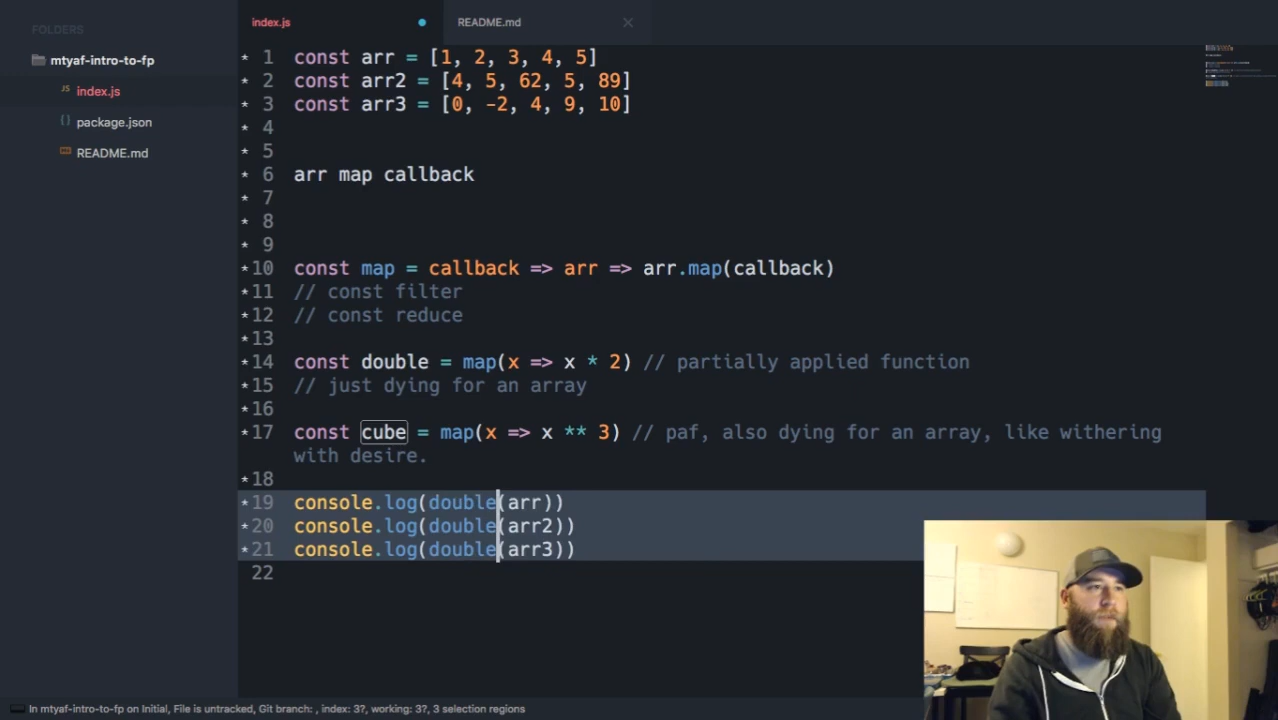 FOLDERS
mtyaf-intro-to-fp
JS index.js
{} package.json
README.md
index.js
README.md
* 1 const arr = [1, 2, 3, 4, 5]
* 2 const arr2 = [4, 5, 62, 5, 89]
* 3 const arr3 = [0, -2, 4, 9, 10]
* 4
* 5
* 6 arr map callback
* 7
* 8
* 9
* 10 const map = callback => arr => arr.map(callback)
* 11 // const filter
* 12 // const reduce
* 13
* 14 const double = map(x => x * 2) // partially applied function
* 15 // just dying for an array
* 16
* 17 const cube = map(x => x ** 3) // paf, also dying for an array, like withering
with desire.
* 18
* 19 console.log(double(arr))
* 20 console.log(double(arr2))
* 21 console.log(double(arr3))
22
In mtyaf-intro-to-fp on Initial, File is untracked, Git branch: , index: 3?, working: 3?, 3 selection regions